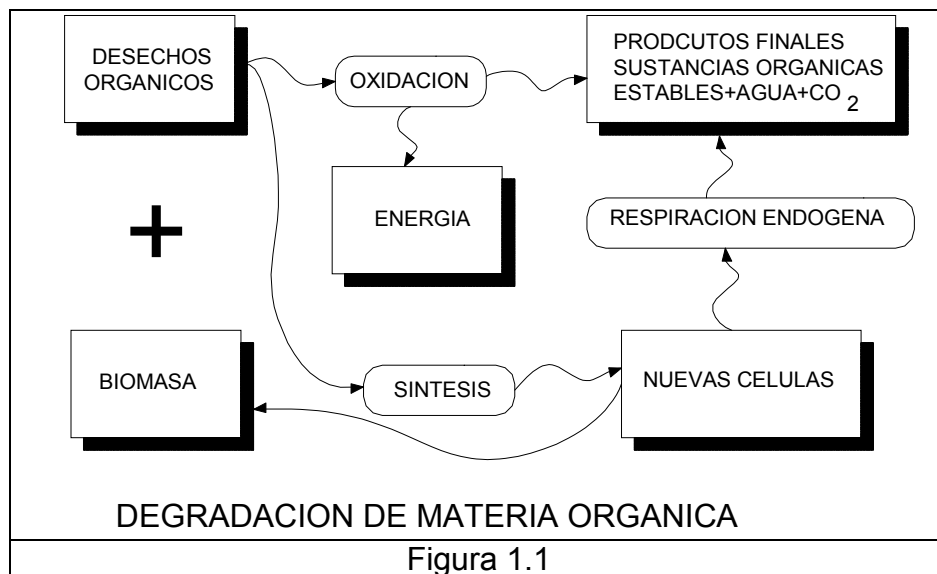 DESECHOS
ORGANICOS
OXIDACION
PRODCUTOS FINALES
SUSTANCIAS ORGANICAS
ESTABLES+AGUA+CO 2
+
ENERGIA
RESPIRACION ENDOGENA
BIOMASA
SINTESIS
NUEVAS CELULAS
DEGRADACION DE MATERIA ORGANICA
Figura 1.1